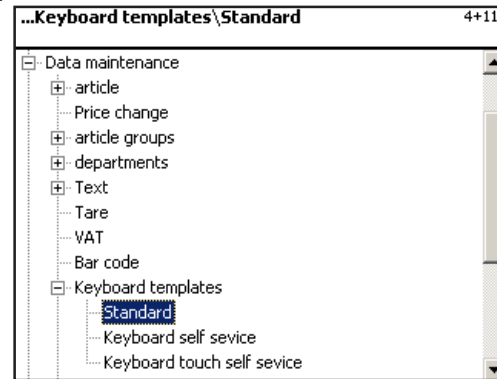 ...Keyboard templates\Standard 4+11
Data maintenance
article
Price change
article groups
departments
Text
Tare
VAT
Bar code
Keyboard templates
Standard
Keyboard self sevice
Keyboard touch self sevice